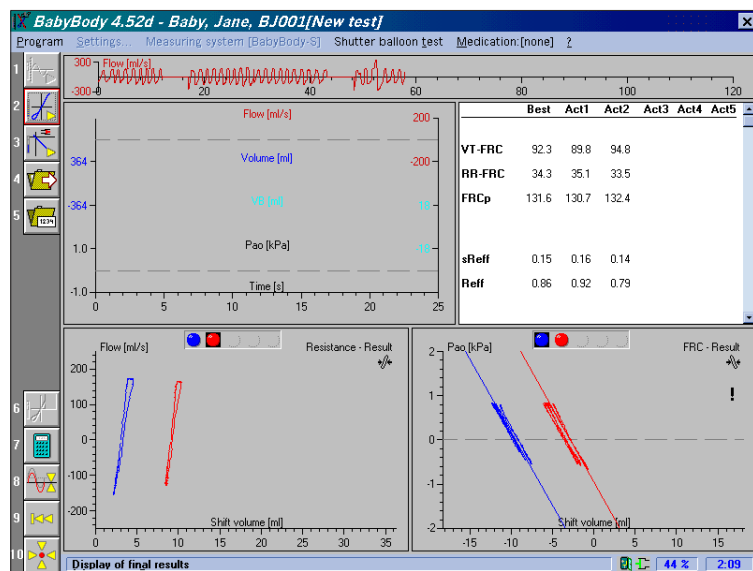 BabyBody 4.52d - Baby, Jane, BJ001[New test]
Program Settings... Measuring system [BabyBody-S] Shutter balloon test Medication:[none] ?
1
2
3
4
5
1234
6
7
8
9
10
300 Flow [ml/s]
-300
0 20 40 60 80 100 120
Flow [ml/s] 200
364 Volume [ml] -200
-364 VB [ml] 10
1.0 Pao [kPa] 15
-1.0 Time [s]
0 5 10 15 20 25
Best Act1 Act2 Act3 Act4 Act5
VT-FRC 92.3 89.8 94.8
RR-FRC 34.3 35.1 33.5
FRCp 131.6 130.7 132.4
sReff 0.15 0.16 0.14
Reff 0.86 0.92 0.79
Flow [ml/s] Resistance - Result
200
100
0
-100
-200
Shift volume [ml]
0 5 10 15 20 25 30 35
Pao [kPa] FRC - Result
2
1
0
-1
-2
!
Shift volume [ml]
-15 -10 -5 0 5 10 15
Display of final results 44 % 2:09